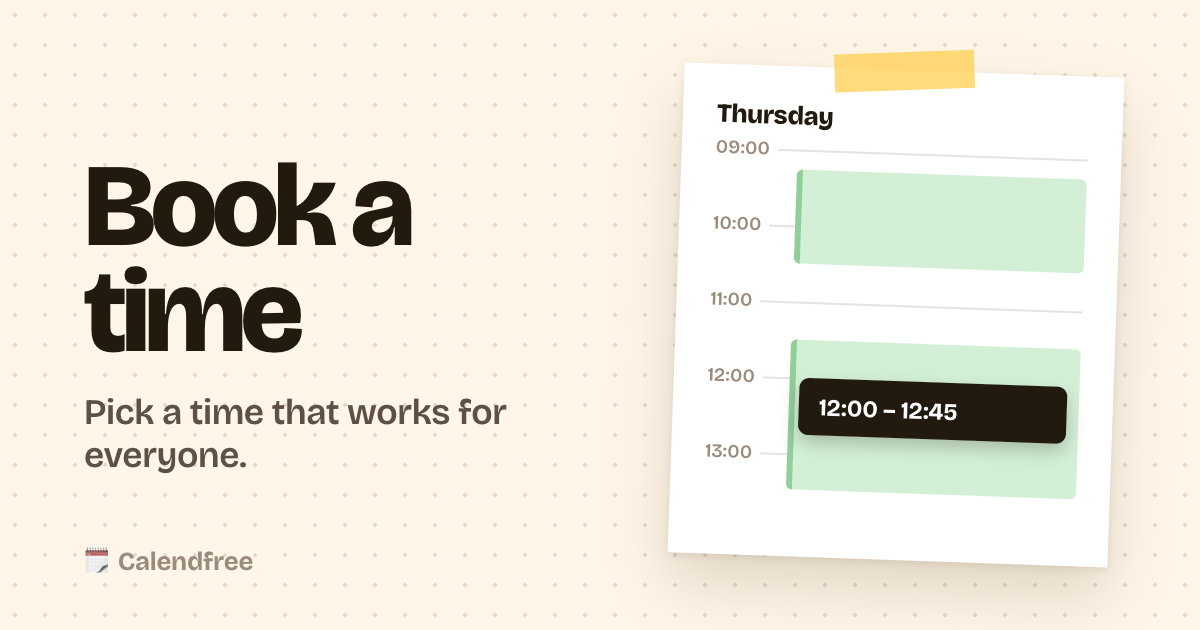 Book a
time
Pick a time that works for
everyone.
Calendfree
Thursday
09:00
10:00
11:00
12:00
12:00 – 12:45
13:00